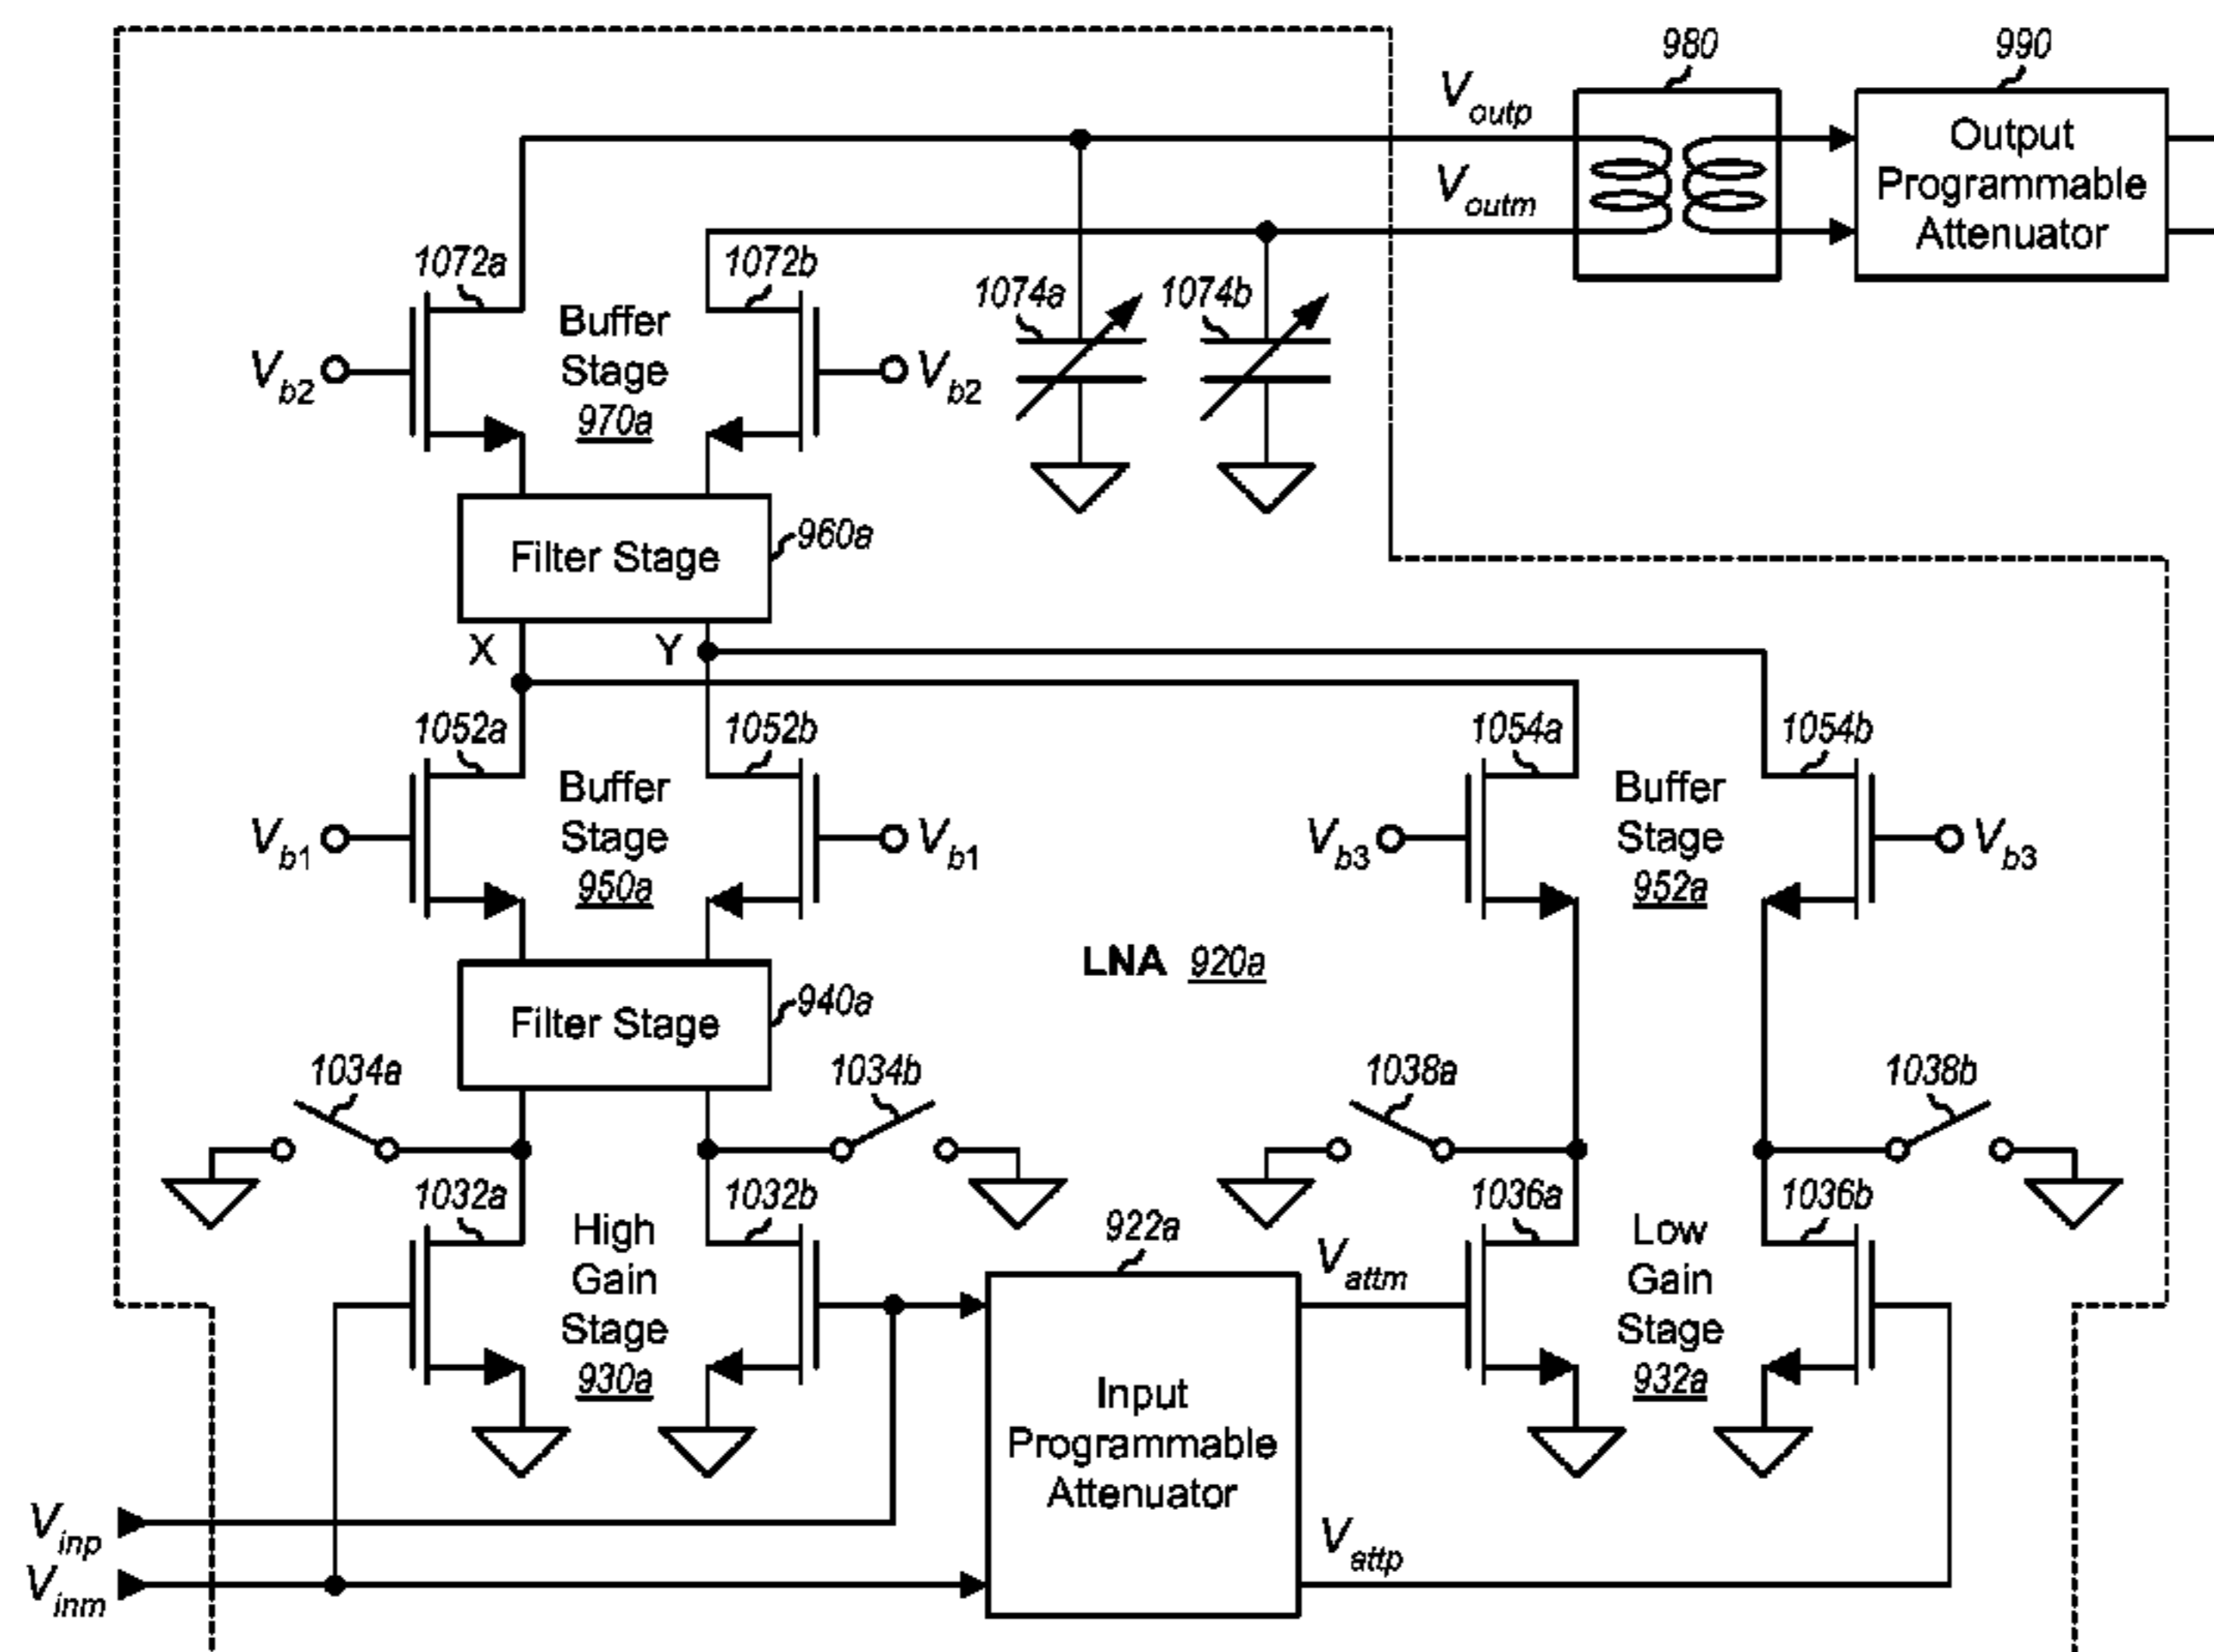 980
990
V outp
Output
Programmable
Attenuator
V outm
1072a
1072b
1074a
1074b
Buffer
Stage
970a
V b2
V b2
960a
Filter Stage
X
Y
1052a
1052b
1054a
1054b
Buffer
Stage
950a
Buffer
Stage
952a
V b1
V b1
V b3
V b3
LNA 920a
940a
Filter Stage
1034a
1034b
1038a
1038b
1032a
1032b
1036a
1036b
High
Gain
Stage
930a
922a
V attm
Low
Gain
Stage
932a
Input
Programmable
Attenuator
V inp
V attp
V inm